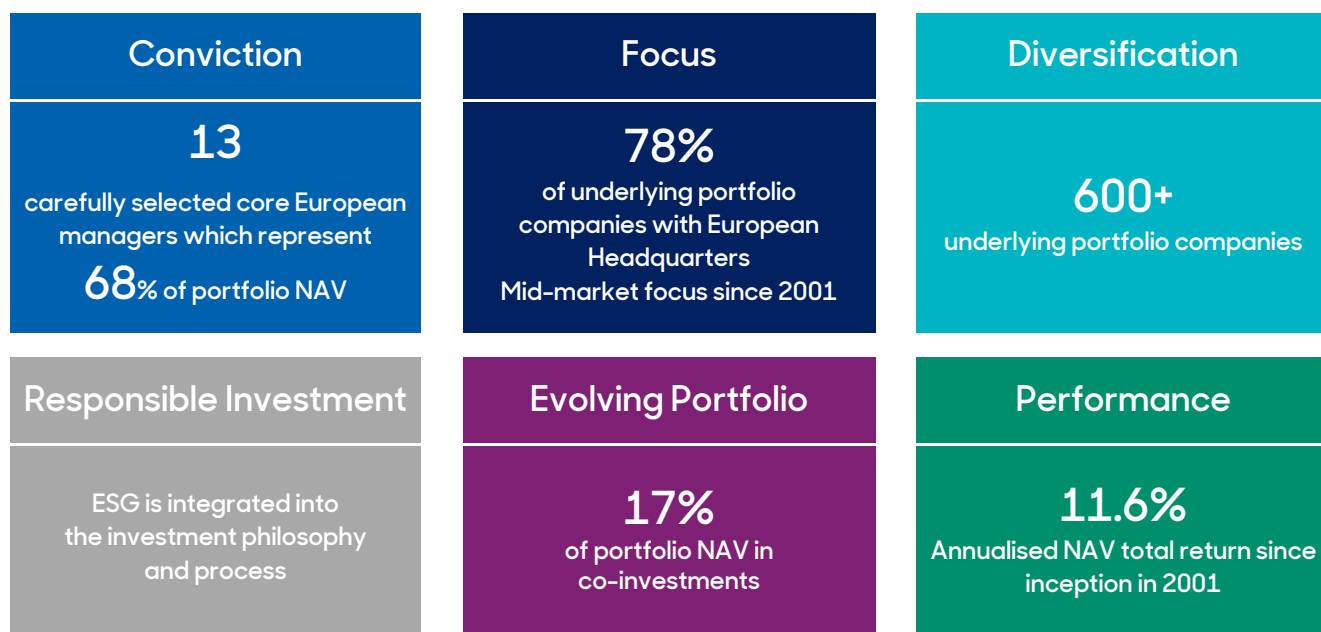 Conviction
13
carefully selected core European
managers which represent
68% of portfolio NAV
Focus
78%
of underlying portfolio
companies with European
Headquarters
Mid-market focus since 2001
Diversification
600+
underlying portfolio companies
Responsible Investment
ESG is integrated into
the investment philosophy
and process
Evolving Portfolio
17%
of portfolio NAV in
co-investments
Performance
11.6%
Annualised NAV total return since
inception in 2001